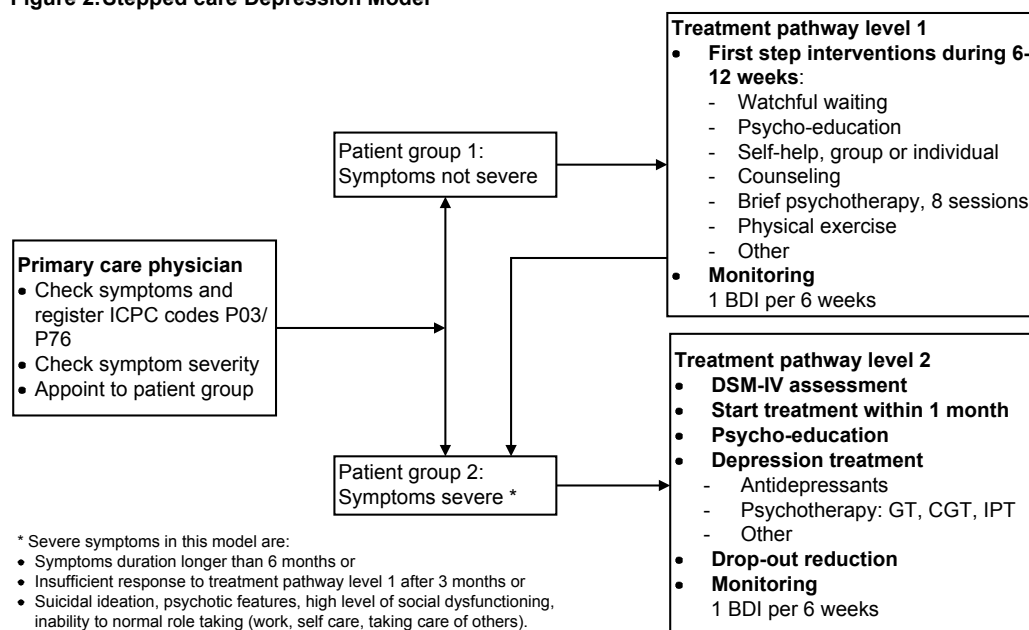 Figure 2. Stepped care Depression Model
Primary care physician
• Check symptoms and
register ICPC codes P03/
P76
• Check symptom severity
• Appoint to patient group
Patient group 1:
Symptoms not severe
Treatment pathway level 1
• First step interventions during 6-
12 weeks:
- Watchful waiting
- Psycho-education
- Self-help, group or individual
- Counseling
- Brief psychotherapy, 8 sessions
- Physical exercise
- Other
• Monitoring
1 BDI per 6 weeks
Patient group 2:
Symptoms severe *
Treatment pathway level 2
• DSM-IV assessment
• Start treatment within 1 month
• Psycho-education
• Depression treatment
- Antidepressants
- Psychotherapy: GT, CGT, IPT
- Other
• Drop-out reduction
• Monitoring
1 BDI per 6 weeks
* Severe symptoms in this model are:
• Symptoms duration longer than 6 months or
• Insufficient response to treatment pathway level 1 after 3 months or
• Suicidal ideation, psychotic features, high level of social dysfunctioning,
inability to normal role taking (work, self care, taking care of others).